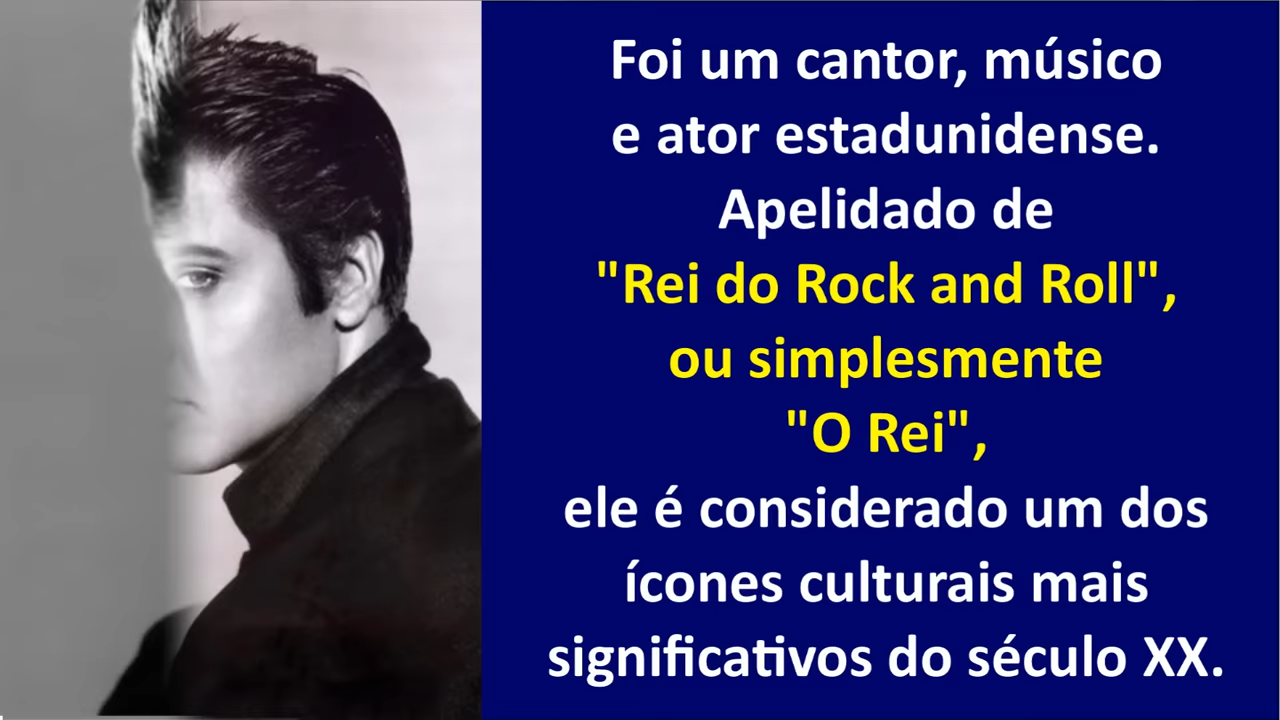 Foi um cantor, músico
e ator estadunidense.
Apelidado de
"Rei do Rock and Roll",
ou simplesmente
"O Rei",
ele é considerado um dos
ícones culturais mais
significativos do século XX.